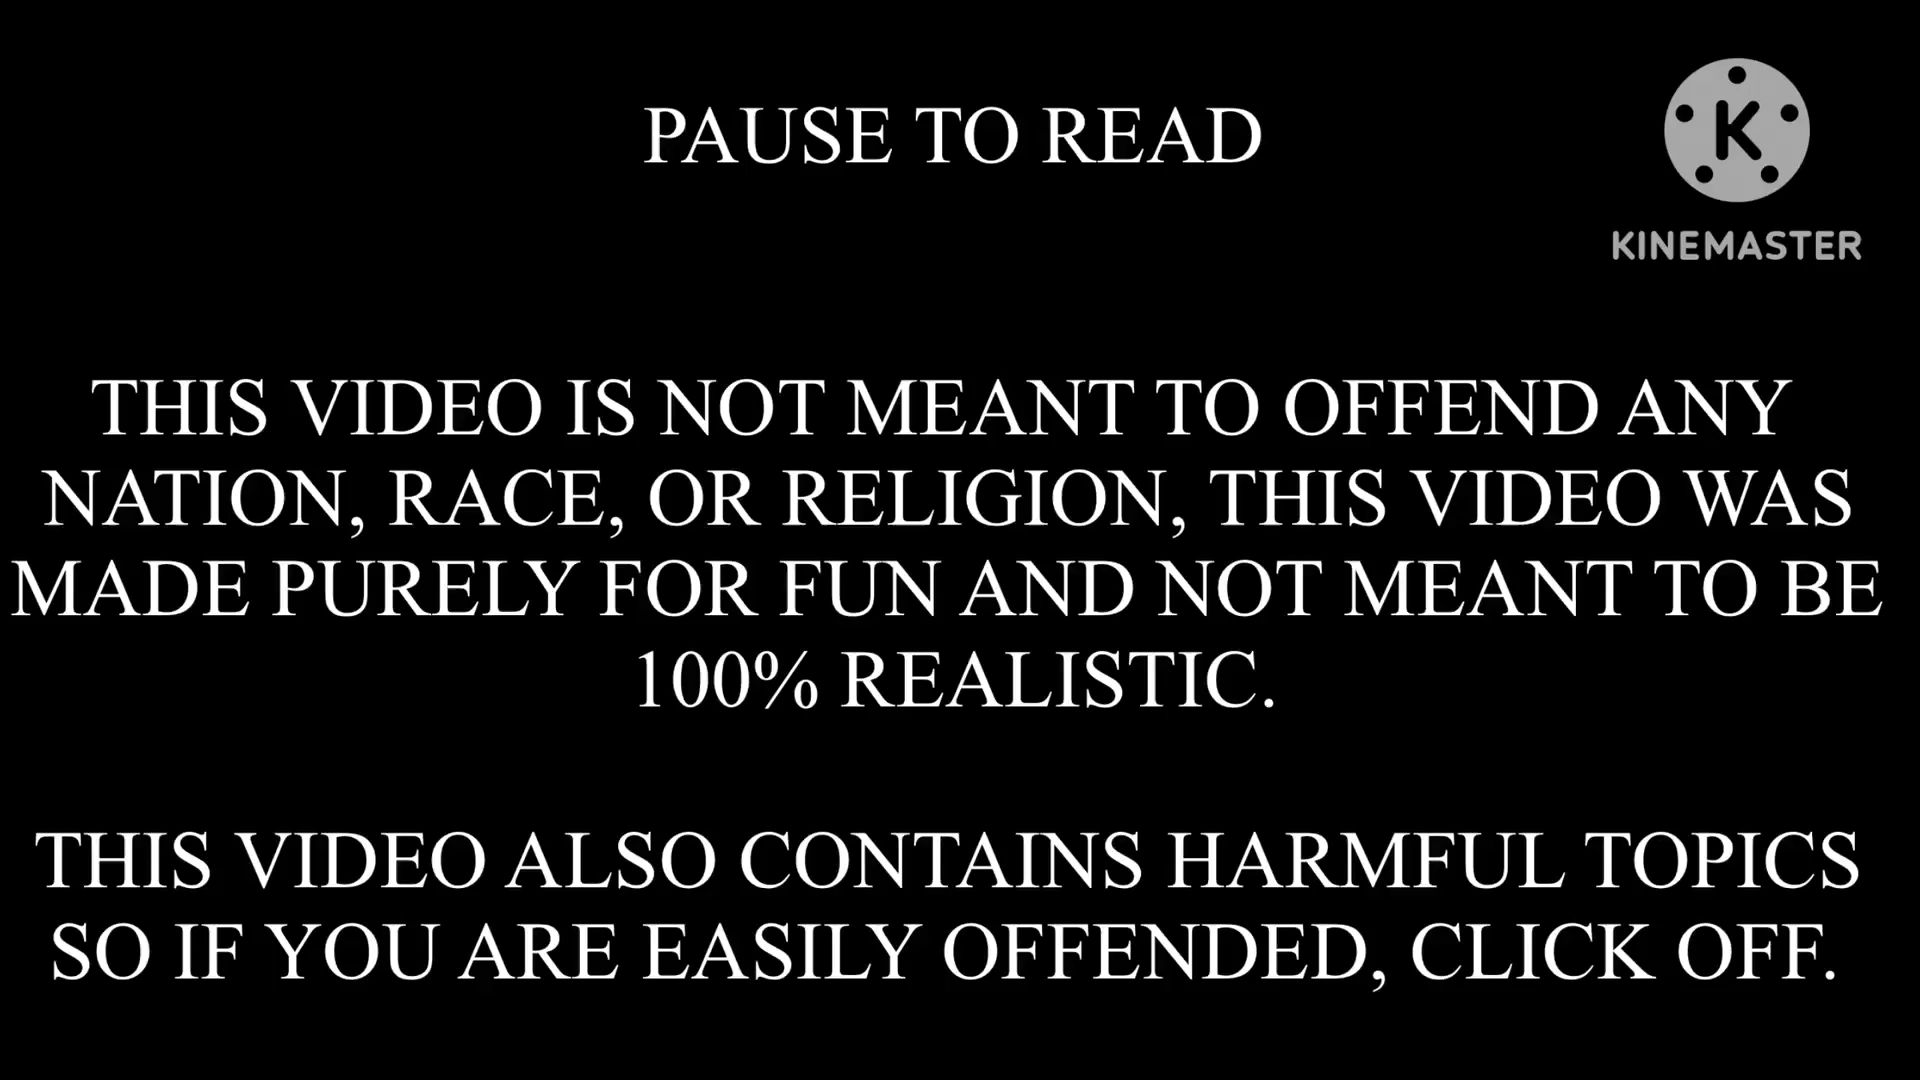 PAUSE TO READ
K
KINEMASTER
THIS VIDEO IS NOT MEANT TO OFFEND ANY
NATION, RACE, OR RELIGION, THIS VIDEO WAS
MADE PURELY FOR FUN AND NOT MEANT TO BE
100% REALISTIC.
THIS VIDEO ALSO CONTAINS HARMFUL TOPICS
SO IF YOU ARE EASILY OFFENDED, CLICK OFF.